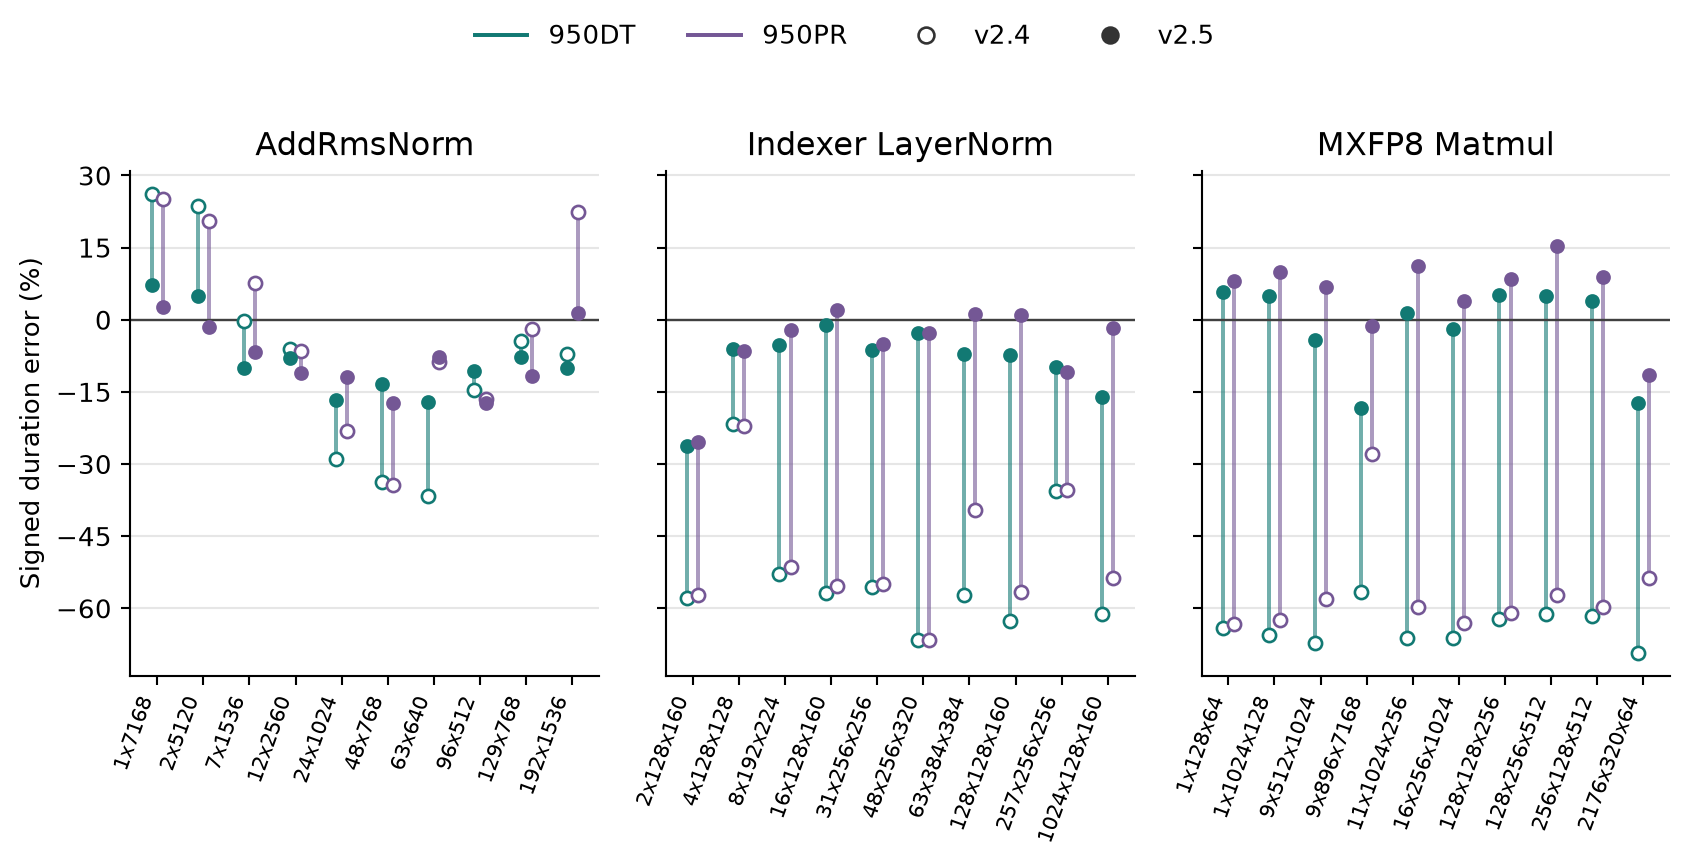 950DT 950PR v2.4 v2.5
AddRmsNorm
Indexer LayerNorm
MXFP8 Matmul
Signed duration error (%)
30
15
0
−15
−30
−45
−60
1x7168
2x5120
7x1536
12x2560
24x1024
48x768
63x640
96x512
129x768
192x1536
2x128x160
4x128x128
8x192x224
16x128x160
31x256x256
48x256x320
63x384x384
128x128x160
257x256x256
1024x128x160
1x128x64
1x1024x128
9x512x1024
9x896x7168
11x1024x256
16x256x1024
128x128x256
128x256x512
256x128x512
2176x320x64